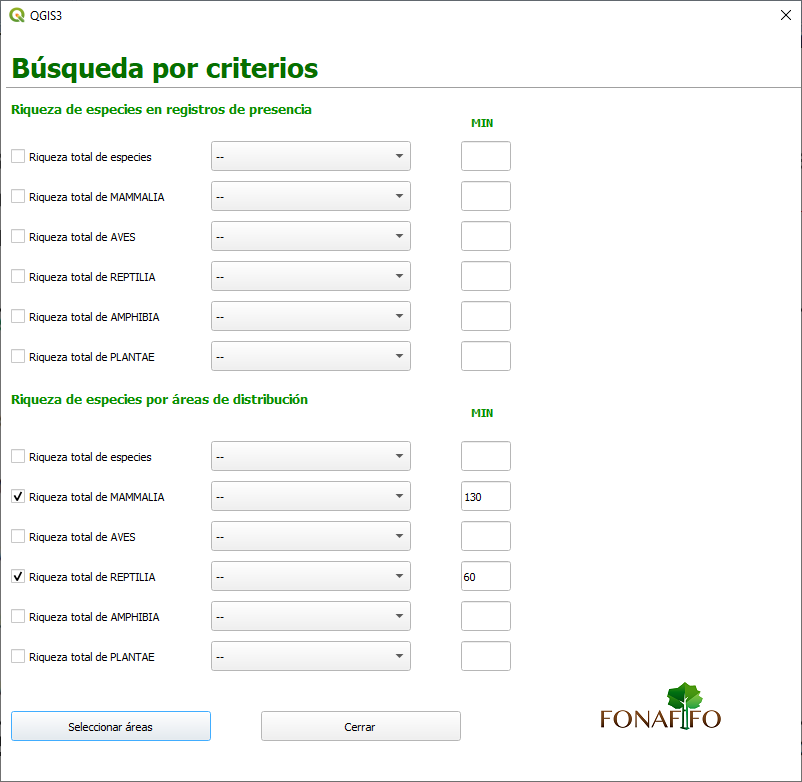 QGIS3
Búsqueda por criterios
Riqueza de especies en registros de presencia
MIN
Riqueza total de especies --
Riqueza total de MAMMALIA --
Riqueza total de AVES --
Riqueza total de REPTILIA --
Riqueza total de AMPHIBIA --
Riqueza total de PLANTAE --
Riqueza de especies por áreas de distribución
MIN
Riqueza total de especies --
Riqueza total de MAMMALIA -- 130
Riqueza total de AVES --
Riqueza total de REPTILIA -- 60
Riqueza total de AMPHIBIA --
Riqueza total de PLANTAE --
FONAFIFO
Seleccionar áreas Cerrar